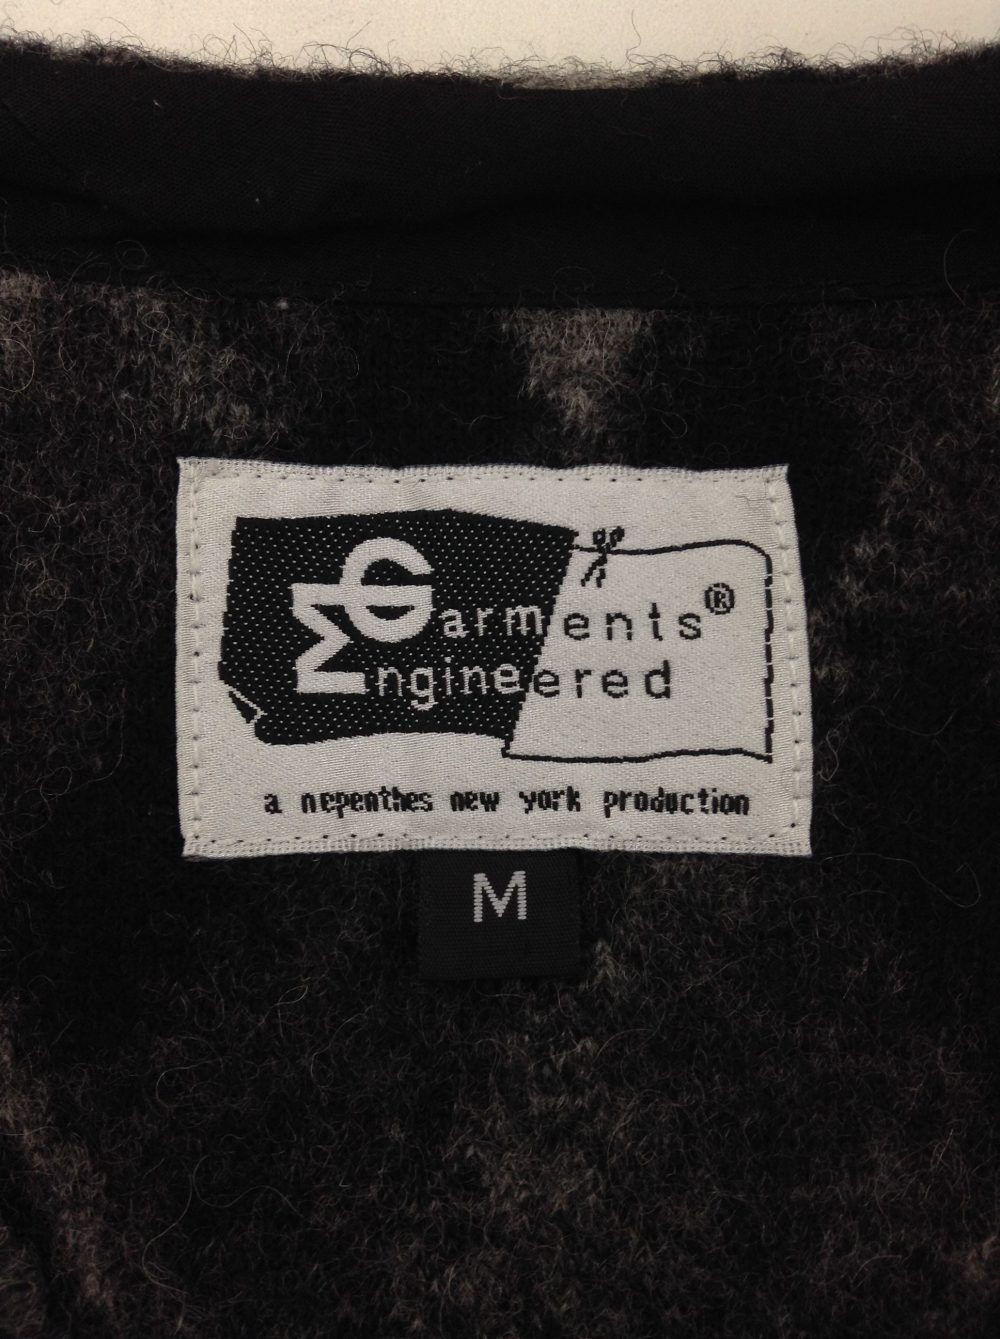 Garments®
Engineered
a nepenthes new york production
M